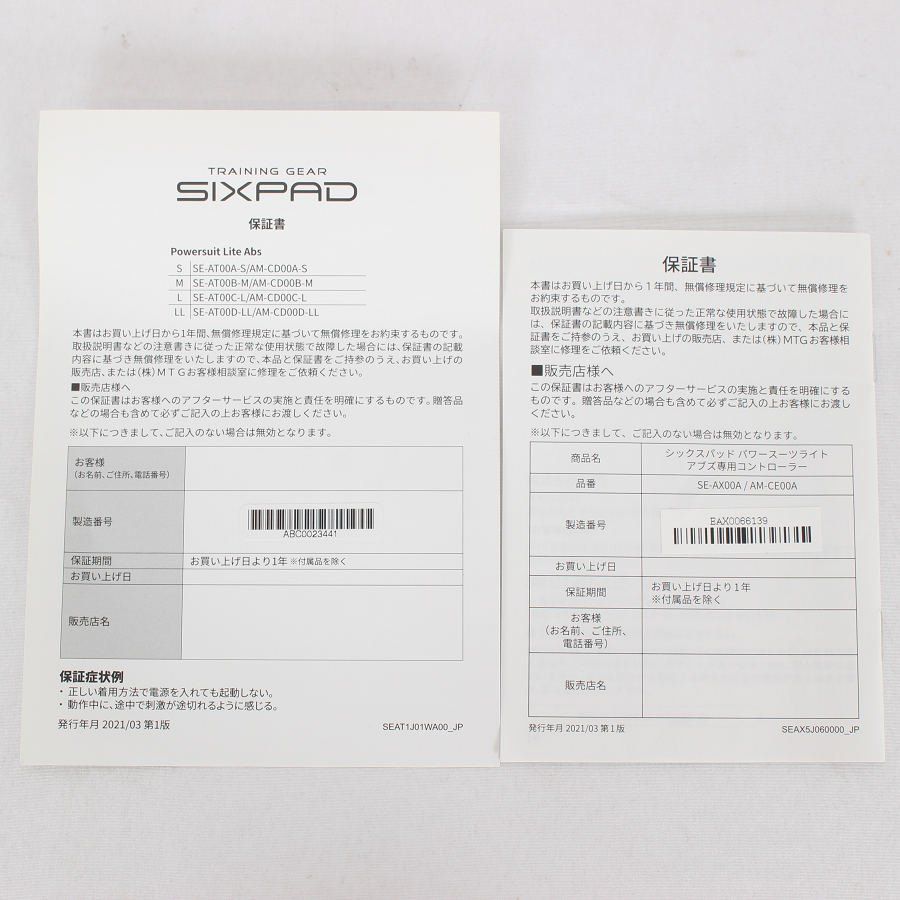 TRAINING GEAR
SIXPAD
保証書
Powersuit Lite Abs
S SE-AT00A-S/AM-CD00A-S
M SE-AT00B-M/AM-CD00B-M
L SE-AT00C-L/AM-CD00C-L
LL SE-AT00D-LL/AM-CD00D-LL
本書はお買い上げ日から1年間、無償修理規定に基づいて無償修理をお約束するものです。
取扱説明書などの注意書きに従った正常な使用状態で故障した場合には、保証書の記載
内容に基づき無償修理をいたしますので、本品と保証書をご持参のうえ、お買い上げの
販売店、または(株)MTGお客様相談室に修理をご依頼ください。
■販売店様へ
この保証書はお客様へのアフターサービスの実施と責任を明確にするものです。贈答品
などの場合も含めて必ずご記入の上お客様にお渡しください。
※以下につきまして、ご記入のない場合は無効となります。
お客様
(お名前、ご住所、電話番号)
製造番号
ABC0023441
保証期間 お買い上げ日より1年 ※付属品を除く
お買い上げ日
販売店名
保証症状例
・正しい着用方法で電源を入れても起動しない。
・動作中に、途中で刺激が途切れるように感じる。
発行年月 2021/03 第1版 SEAT1J01WA00_JP
保証書
本書はお買い上げ日から1年間、無償修理規定に基づいて無償修理を
お約束するものです。
取扱説明書などの注意書きに従った正常な使用状態で故障した場合に
は、保証書の記載内容に基づき無償修理をいたしますので、本品と保
証書をご持参のうえ、お買い上げの販売店、または(株)MTGお客様相
談室に修理をご依頼ください。
■販売店様へ
この保証書はお客様へのアフターサービスの実施と責任を明確にするも
のです。贈答品などの場合も含めて必ずご記入の上お客様にお渡しく
ださい。
※以下につきまして、ご記入のない場合は無効となります。
商品名 シックスパッド パワースーツライト
アブズ専用コントローラー
品番 SE-AX00A / AM-CE00A
製造番号 EAX0066139
お買い上げ日
保証期間 お買い上げ日より1年
※付属品を除く
お客様
(お名前、ご住所、
電話番号)
販売店名
発行年月 2021/03 第1版 SEAX5J060000_JP